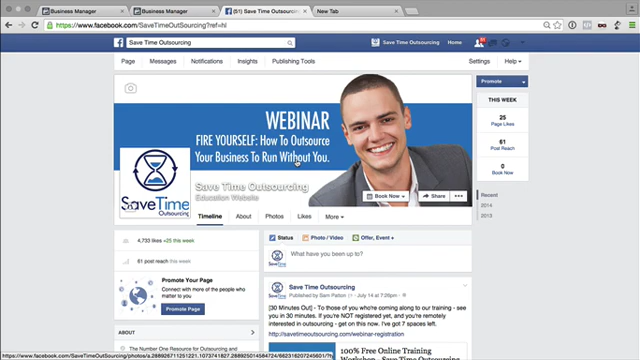 Business Manager
Business Manager
(51) Save Time Outsourcing
New Tab
https://www.facebook.com/SaveTimeOutSourcing?ref=hl
Save Time Outsourcing
Save Time Outsourcing
Home
Page
Messages
Notifications
Insights
Publishing Tools
Settings
Help
Promote
THIS WEEK
25
Page Likes
61
Post Reach
0
Book Now
Recent
2014
2013
WEBINAR
FIRE YOURSELF: How To Outsource
Your Business To Run Without You.
SaveTime
Outsourcing
Save Time Outsourcing
Education Website
Book Now
Share
Timeline
About
Photos
Likes
More
4,733 likes +25 this week
61 post reach this week
Promote Your Page
Connect with more of the people who
matter to you
Promote Page
ABOUT
The Number One Resource for Outsourcing
Status
Photo / Video
Offer, Event +
What have you been up to?
Save Time Outsourcing
Published by Sam Patton · July 14 at 7:26pm
[30 Minutes Out] - To those of you who're coming along to our training - see
you in 30 minutes. If you're NOT registered yet, and you're remotely
interested in outsourcing - get on this now. I've got 7 spaces left.
http://savetimeoutsourcing.com/webinar-registration
100% Free Online Training